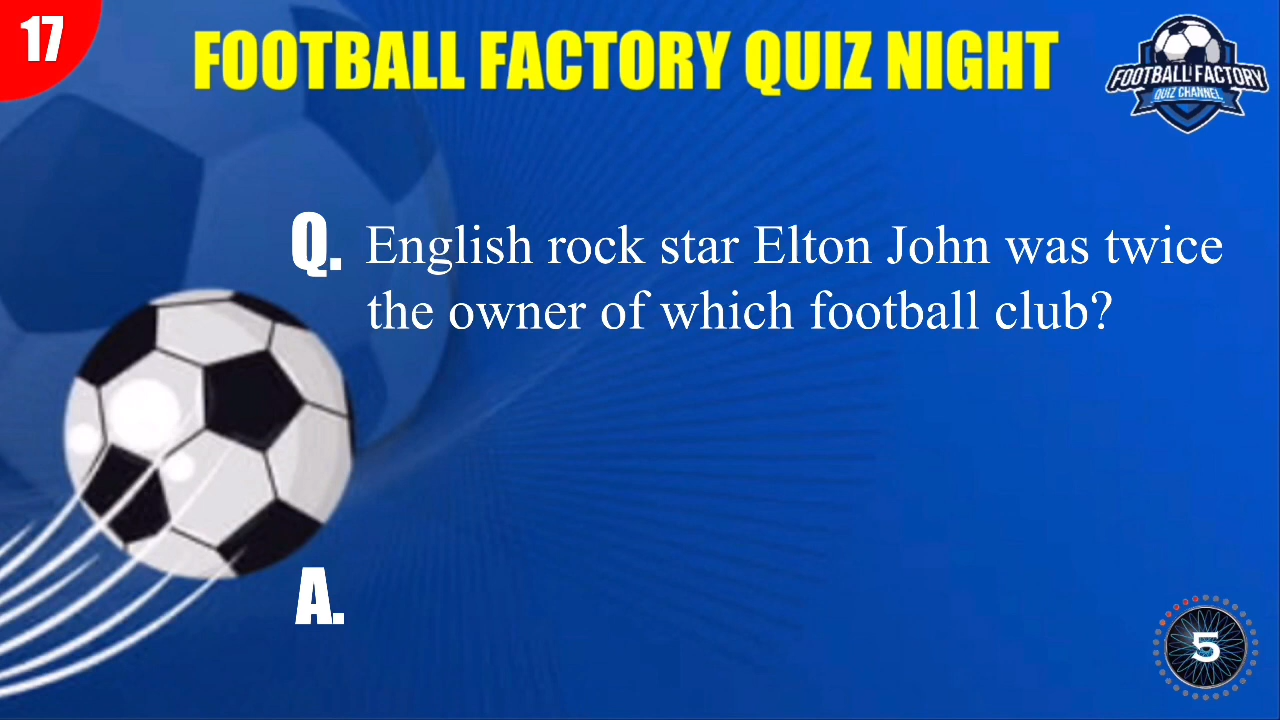 17
FOOTBALL FACTORY QUIZ NIGHT
FOOTBALL FACTORY
QUIZ CHANNEL
Q. English rock star Elton John was twice
the owner of which football club?
A.
5